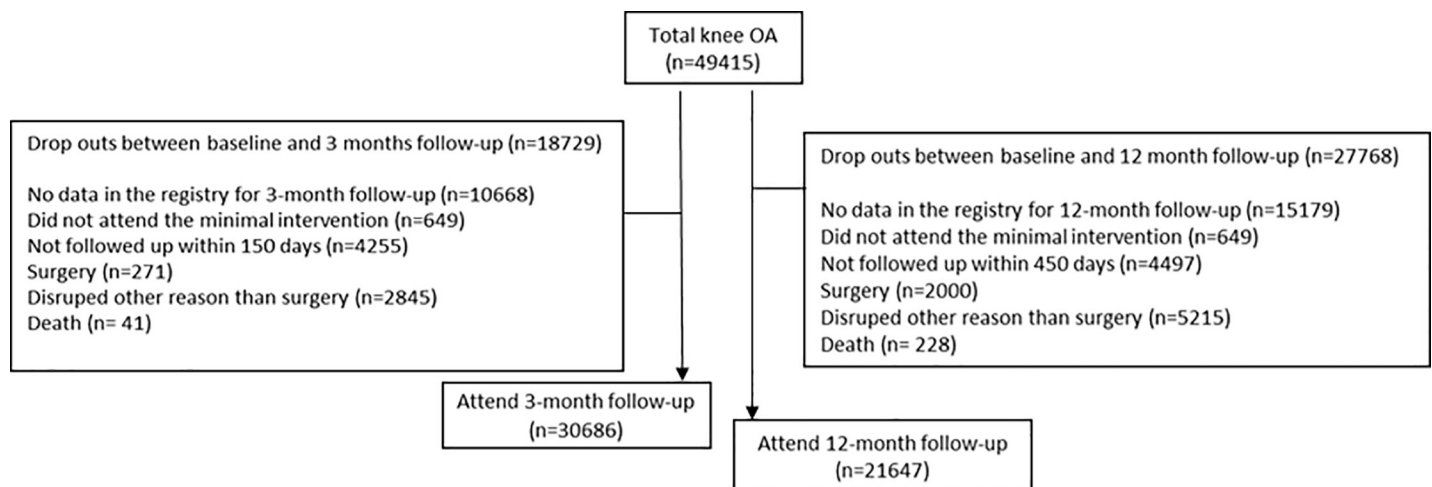 Total knee OA
(n=49415)
Drop outs between baseline and 3 months follow-up (n=18729)
No data in the registry for 3-month follow-up (n=10668)
Did not attend the minimal intervention (n=649)
Not followed up within 150 days (n=4255)
Surgery (n=271)
Disruped other reason than surgery (n=2845)
Death (n= 41)
Drop outs between baseline and 12 month follow-up (n=27768)
No data in the registry for 12-month follow-up (n=15179)
Did not attend the minimal intervention (n=649)
Not followed up within 450 days (n=4497)
Surgery (n=2000)
Disruped other reason than surgery (n=5215)
Death (n= 228)
Attend 3-month follow-up
(n=30686)
Attend 12-month follow-up
(n=21647)